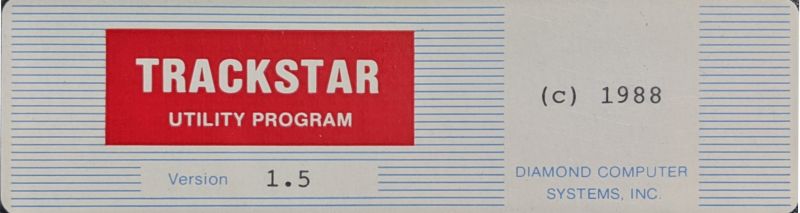 TRACKSTAR
UTILITY PROGRAM
Version 1.5
(c) 1988
DIAMOND COMPUTER
SYSTEMS, INC.